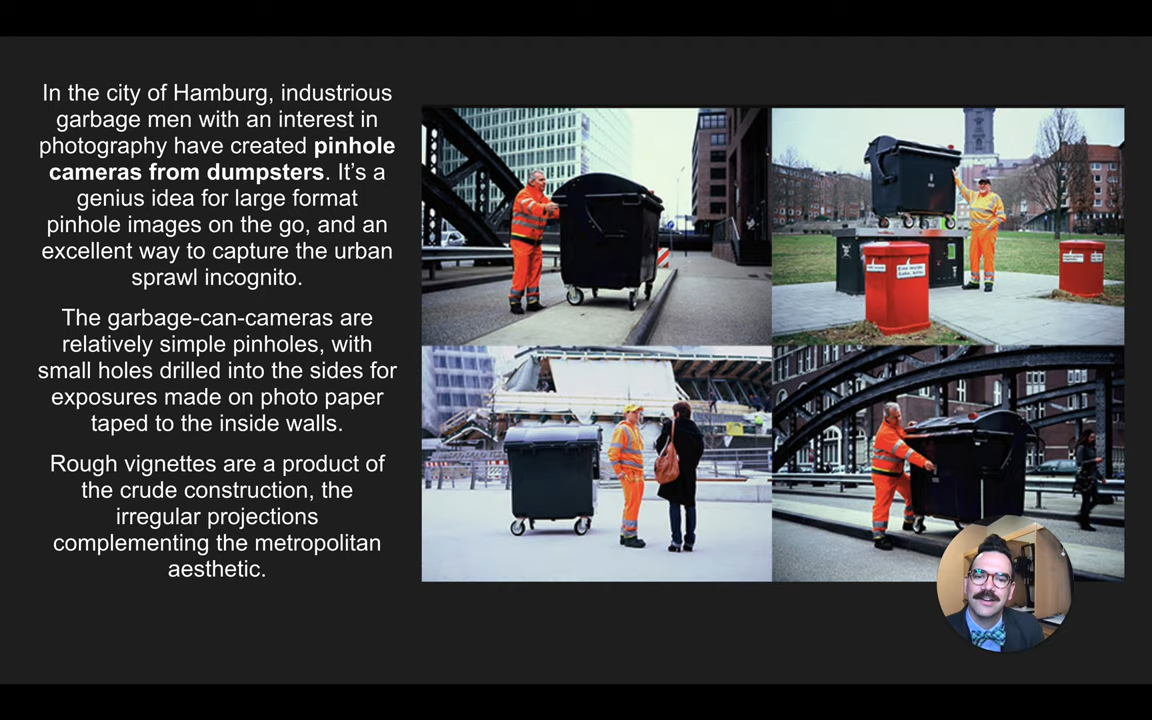 In the city of Hamburg, industrious
garbage men with an interest in
photography have created pinhole
cameras from dumpsters. It’s a
genius idea for large format
pinhole images on the go, and an
excellent way to capture the urban
sprawl incognito.
The garbage-can-cameras are
relatively simple pinholes, with
small holes drilled into the sides for
exposures made on photo paper
taped to the inside walls.
Rough vignettes are a product of
the crude construction, the
irregular projections
complementing the metropolitan
aesthetic.